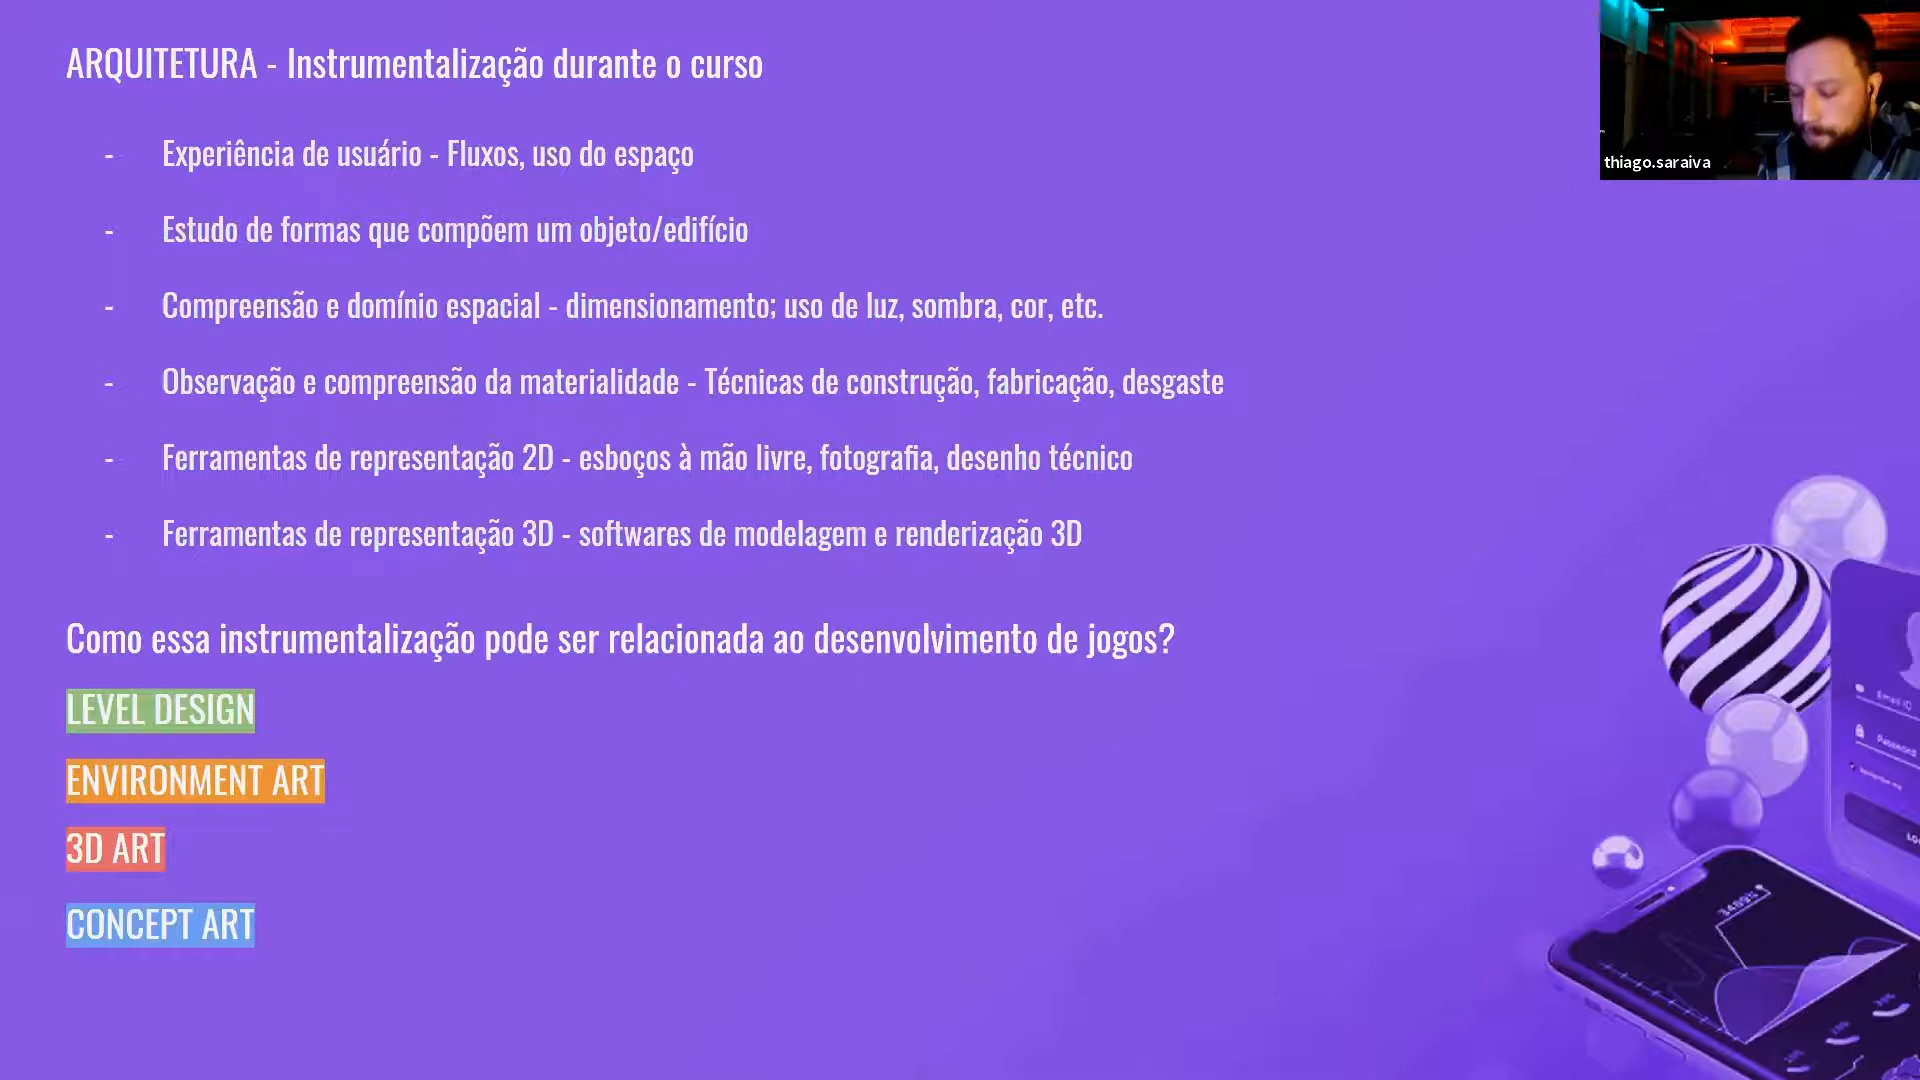 ARQUITETURA - Instrumentalização durante o curso
- Experiência de usuário - Fluxos, uso do espaço
- Estudo de formas que compõem um objeto/edifício
- Compreensão e domínio espacial - dimensionamento; uso de luz, sombra, cor, etc.
- Observação e compreensão da materialidade - Técnicas de construção, fabricação, desgaste
- Ferramentas de representação 2D - esboços à mão livre, fotografia, desenho técnico
- Ferramentas de representação 3D - softwares de modelagem e renderização 3D
Como essa instrumentalização pode ser relacionada ao desenvolvimento de jogos?
LEVEL DESIGN
ENVIRONMENT ART
3D ART
CONCEPT ART
thiago.saraiva
Email ID
Password